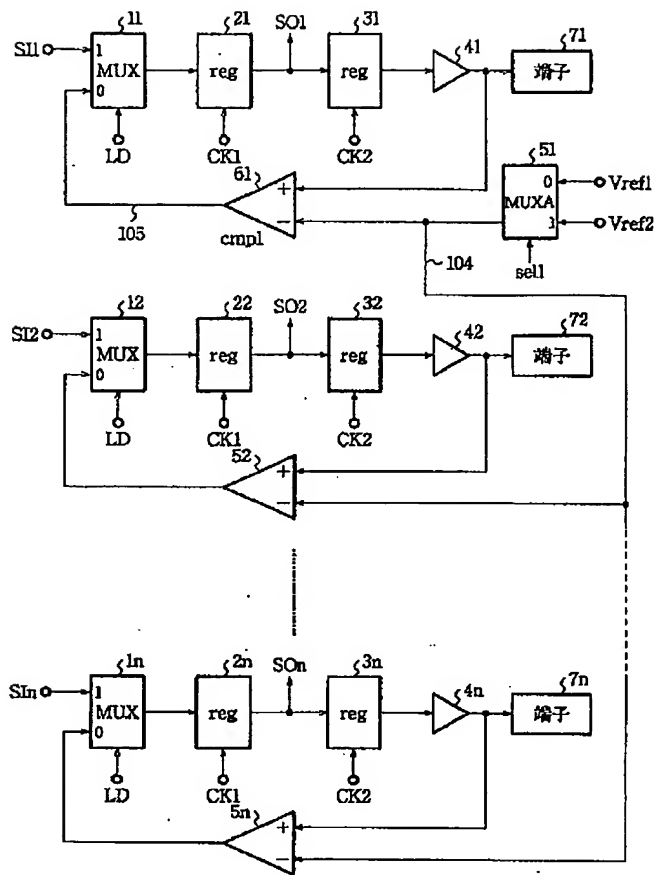 11 21 SO1 31 41 71
SI1 1 MUX 0 reg reg 端子
LD CK1 CK2
61 51
+ 0 Vref1
MUXA
− 1 Vref2
105 cmp1 104 sel1
12 22 SO2 32 42 72
SI2 1 MUX 0 reg reg 端子
LD CK1 CK2
52
+
−
1n 2n SOn 3n 4n 7n
SIn 1 MUX 0 reg reg 端子
LD CK1 CK2
5n
+
−